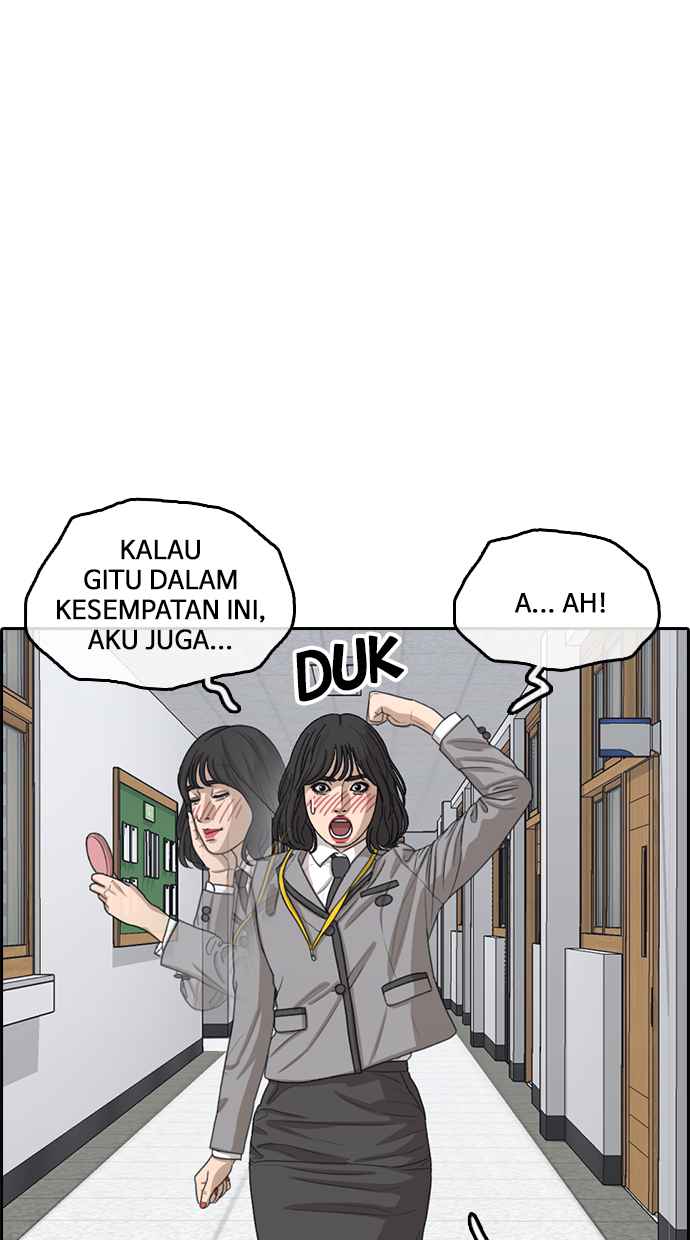 KALAU
GITU DALAM
KESEMPATAN INI,
AKU JUGA...
A... AH!
DUK